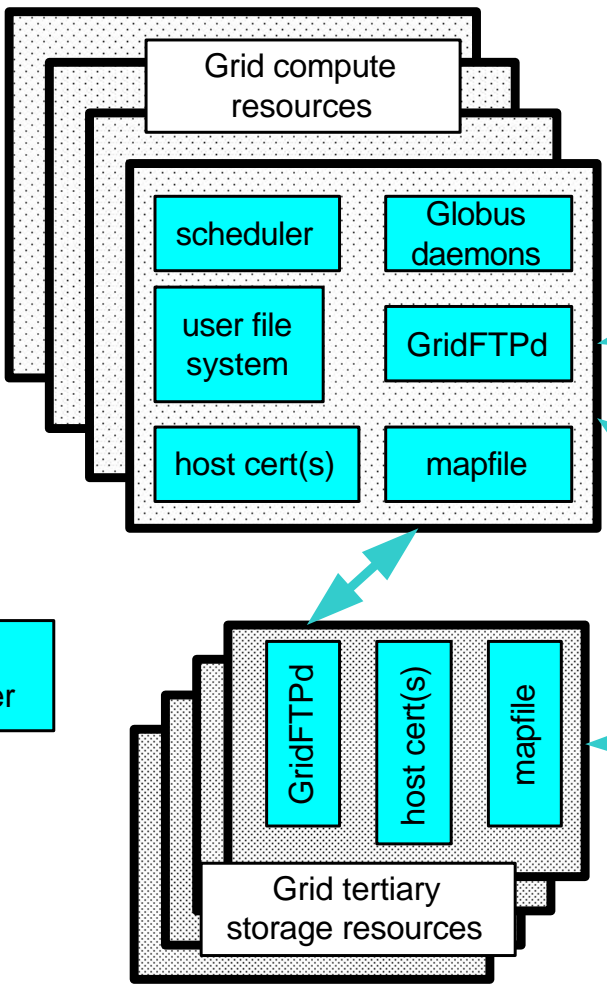 Grid compute
resources
scheduler
Globus
daemons
user file
system
GridFTPd
host cert(s)
mapfile
er
GridFTPd
host cert(s)
mapfile
Grid tertiary
storage resources